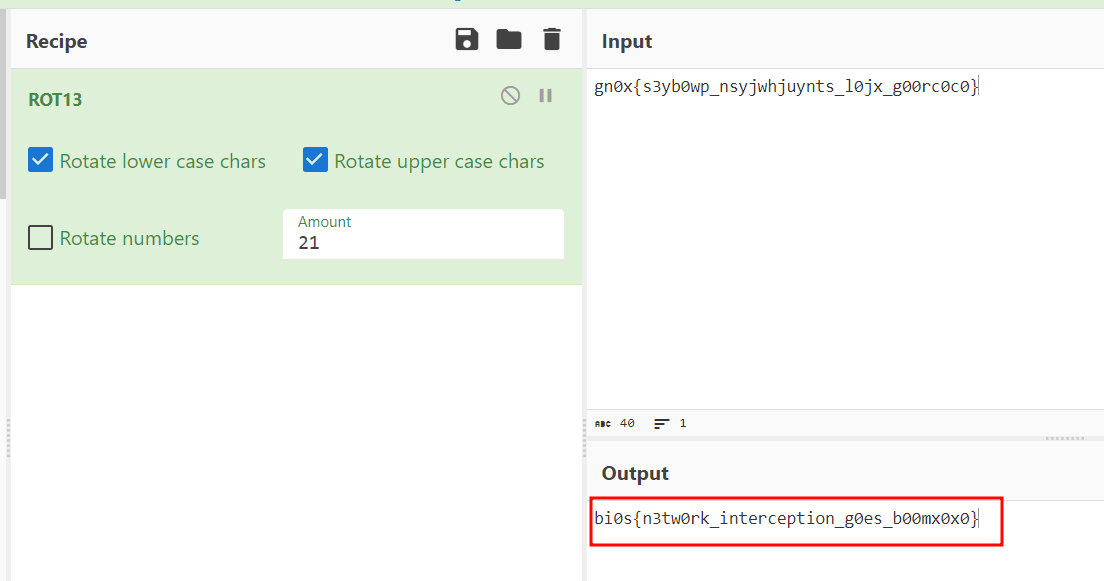 Recipe
Input
ROT13
gn0x{s3yb0wp_nsyjwhjuynts_l0jx_g00rc0c0}
Rotate lower case chars
Rotate upper case chars
Rotate numbers
Amount
21
ABC 40
1
Output
bi0s{n3tw0rk_interception_g0es_b00mx0x0}